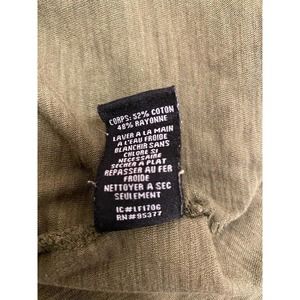 CORPS: 52% COTON
48% RAYONNE
LAVER A LA MAIN
A L'EAU FROIDE
BLANCHIR SANS
CHLORE SI
NECESSAIRE
SECHER A PLAT
REPASSER AU FER
FROIDE
NETTOYER A SEC
SEULEMENT
IC#LF1706
RN#85377